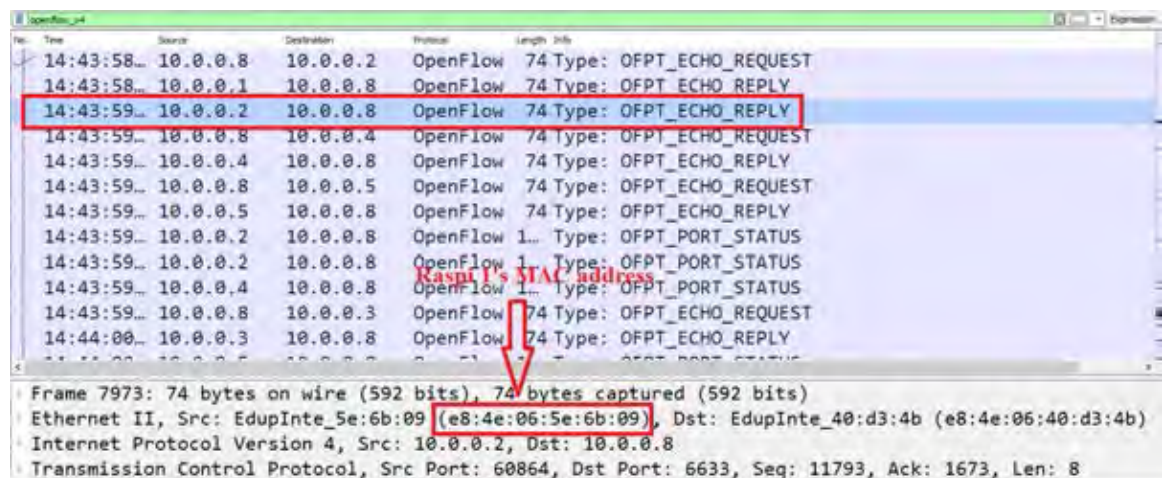 openflow_v4 Expression
No. Time Source Destination Protocol Length Info
14:43:58… 10.0.0.8 10.0.0.2 OpenFlow 74 Type: OFPT_ECHO_REQUEST
14:43:58… 10.0.0.1 10.0.0.8 OpenFlow 74 Type: OFPT_ECHO_REPLY
14:43:59… 10.0.0.2 10.0.0.8 OpenFlow 74 Type: OFPT_ECHO_REPLY
14:43:59… 10.0.0.8 10.0.0.4 OpenFlow 74 Type: OFPT_ECHO_REQUEST
14:43:59… 10.0.0.4 10.0.0.8 OpenFlow 74 Type: OFPT_ECHO_REPLY
14:43:59… 10.0.0.8 10.0.0.5 OpenFlow 74 Type: OFPT_ECHO_REQUEST
14:43:59… 10.0.0.5 10.0.0.8 OpenFlow 74 Type: OFPT_ECHO_REPLY
14:43:59… 10.0.0.2 10.0.0.8 OpenFlow 1… Type: OFPT_PORT_STATUS
14:43:59… 10.0.0.2 10.0.0.8 OpenFlow 1… Type: OFPT_PORT_STATUS
Raspi 1's MAC address
14:43:59… 10.0.0.4 10.0.0.8 OpenFlow 1… Type: OFPT_PORT_STATUS
14:43:59… 10.0.0.8 10.0.0.3 OpenFlow 74 Type: OFPT_ECHO_REQUEST
14:44:00… 10.0.0.3 10.0.0.8 OpenFlow 74 Type: OFPT_ECHO_REPLY
Frame 7973: 74 bytes on wire (592 bits), 74 bytes captured (592 bits)
Ethernet II, Src: EdupInte_5e:6b:09 (e8:4e:06:5e:6b:09), Dst: EdupInte_40:d3:4b (e8:4e:06:40:d3:4b)
Internet Protocol Version 4, Src: 10.0.0.2, Dst: 10.0.0.8
Transmission Control Protocol, Src Port: 60864, Dst Port: 6633, Seq: 11793, Ack: 1673, Len: 8